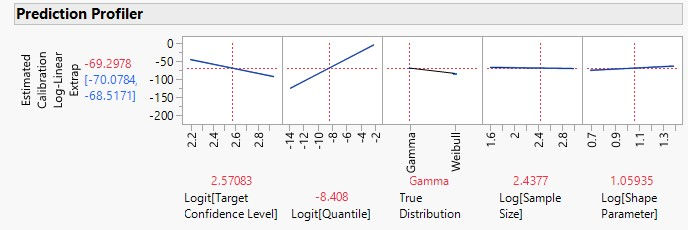 Prediction Profiler
Estimated
Calibration
Log-Linear
Extrap
-69.2978
[-70.0784,
-68.5171]
0
-50
-100
-150
-200
2.2
2.4
2.6
2.8
-14
-12
-10
-8
-6
-4
-2
Gamma
Weibull
1.6
2
2.4
2.8
0.7
0.9
1.1
1.3
2.57083
Logit[Target
Confidence Level]
-8.408
Logit[Quantile]
Gamma
True
Distribution
2.4377
Log[Sample
Size]
1.05935
Log[Shape
Parameter]